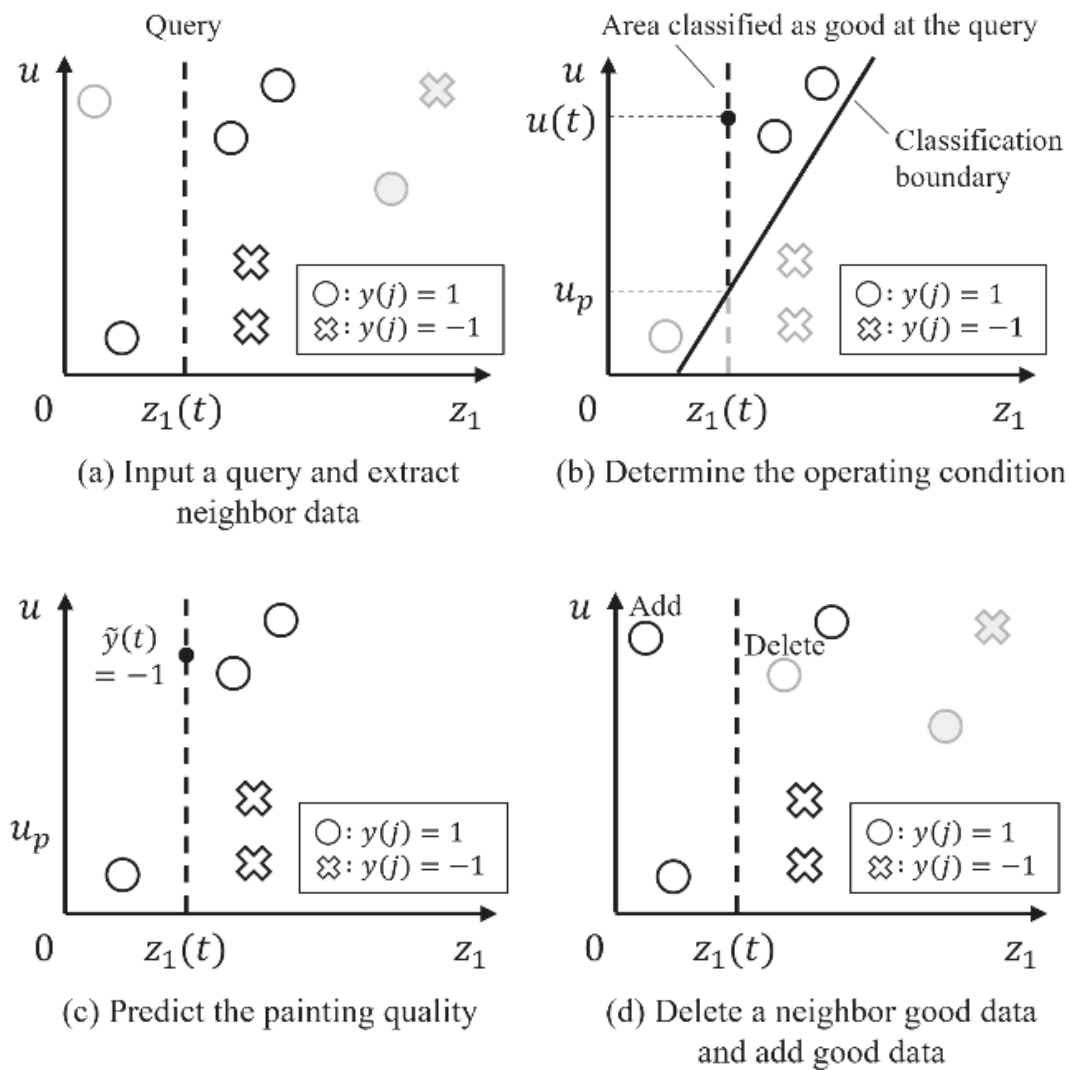 Query
u
○: y(j) = 1
✕: y(j) = −1
0
z₁(t)
z₁
(a) Input a query and extract
neighbor data
Area classified as good at the query
u
u(t)
Classification
boundary
uₚ
○: y(j) = 1
✕: y(j) = −1
0
z₁(t)
z₁
(b) Determine the operating condition
u
ỹ(t)
= −1
uₚ
○: y(j) = 1
✕: y(j) = −1
0
z₁(t)
z₁
(c) Predict the painting quality
u
Add
Delete
○: y(j) = 1
✕: y(j) = −1
0
z₁(t)
z₁
(d) Delete a neighbor good data
and add good data